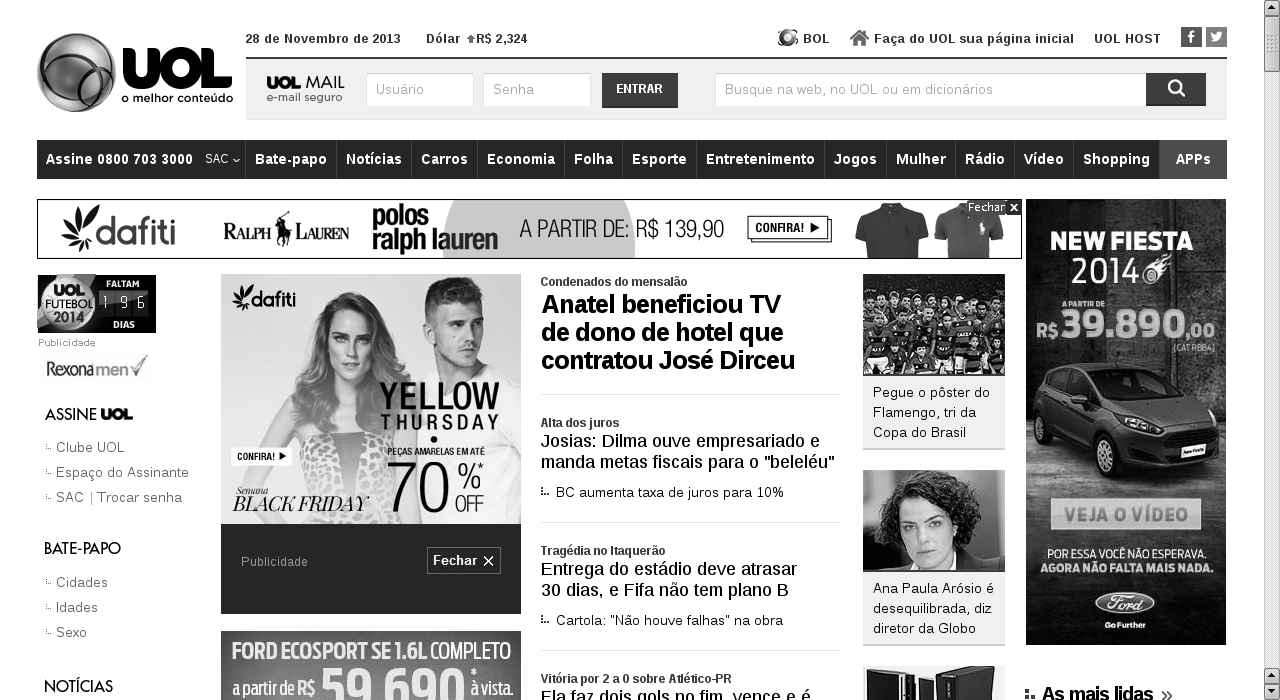 28 de Novembro de 2013 Dólar R$ 2,324 BOL Faça do UOL sua página inicial UOL HOST
UOL
o melhor conteúdo
UOL MAIL
e-mail seguro
Usuário Senha ENTRAR Busque na web, no UOL ou em dicionários
Assine 0800 703 3000 SAC Bate-papo Notícias Carros Economia Folha Esporte Entretenimento Jogos Mulher Rádio Vídeo Shopping APPs
dafiti RALPH LAUREN polos
ralph lauren A PARTIR DE: R$ 139,90 CONFIRA! Fechar X
UOL
FUTEBOL
2014
FALTAM
196
DIAS
Publicidade
Rexona men
ASSINE UOL
Clube UOL
Espaço do Assinante
SAC | Trocar senha
BATE-PAPO
Cidades
Idades
Sexo
NOTÍCIAS
dafiti
YELLOW
THURSDAY
PEÇAS AMARELAS EM ATÉ
70%*
OFF
CONFIRA!
Semana
BLACK FRIDAY
Publicidade Fechar X
FORD ECOSPORT SE 1.6L COMPLETO
a partir de R$ 59.690* à vista.
Condenados do mensalão
Anatel beneficiou TV
de dono de hotel que
contratou José Dirceu
Alta dos juros
Josias: Dilma ouve empresariado e
manda metas fiscais para o "beleléu"
BC aumenta taxa de juros para 10%
Tragédia no Itaquerão
Entrega do estádio deve atrasar
30 dias, e Fifa não tem plano B
Cartola: "Não houve falhas" na obra
Vitória por 2 a 0 sobre Atlético-PR
Ela faz dois gols no fim, vence e é
Pegue o pôster do
Flamengo, tri da
Copa do Brasil
Ana Paula Arósio é
desequilibrada, diz
diretor da Globo
NEW FIESTA
2014
A PARTIR DE
R$ 39.890,00
(CAT RBB4)
New Fiesta
VEJA O VÍDEO
POR ESSA VOCÊ NÃO ESPERAVA.
AGORA NÃO FALTA MAIS NADA.
Ford
Go Further
As mais lidas »